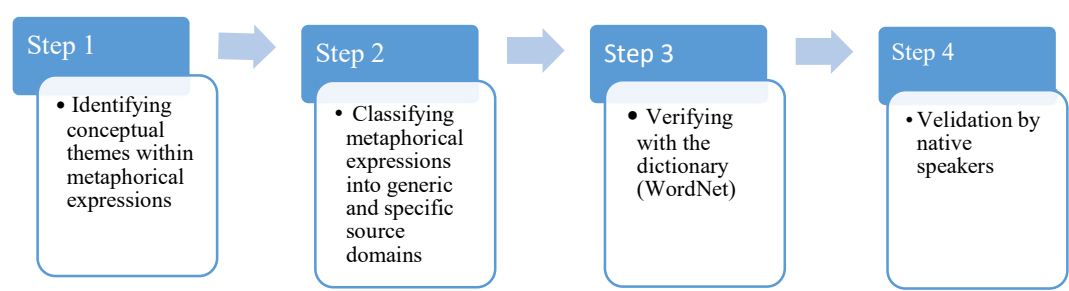 Step 1
• Identifying
conceptual
themes within
metaphorical
expressions
Step 2
• Classifying
metaphorical
expressions
into generic
and specific
source
domains
Step 3
• Verifying
with the
dictionary
(WordNet)
Step 4
• Velidation by
native
speakers